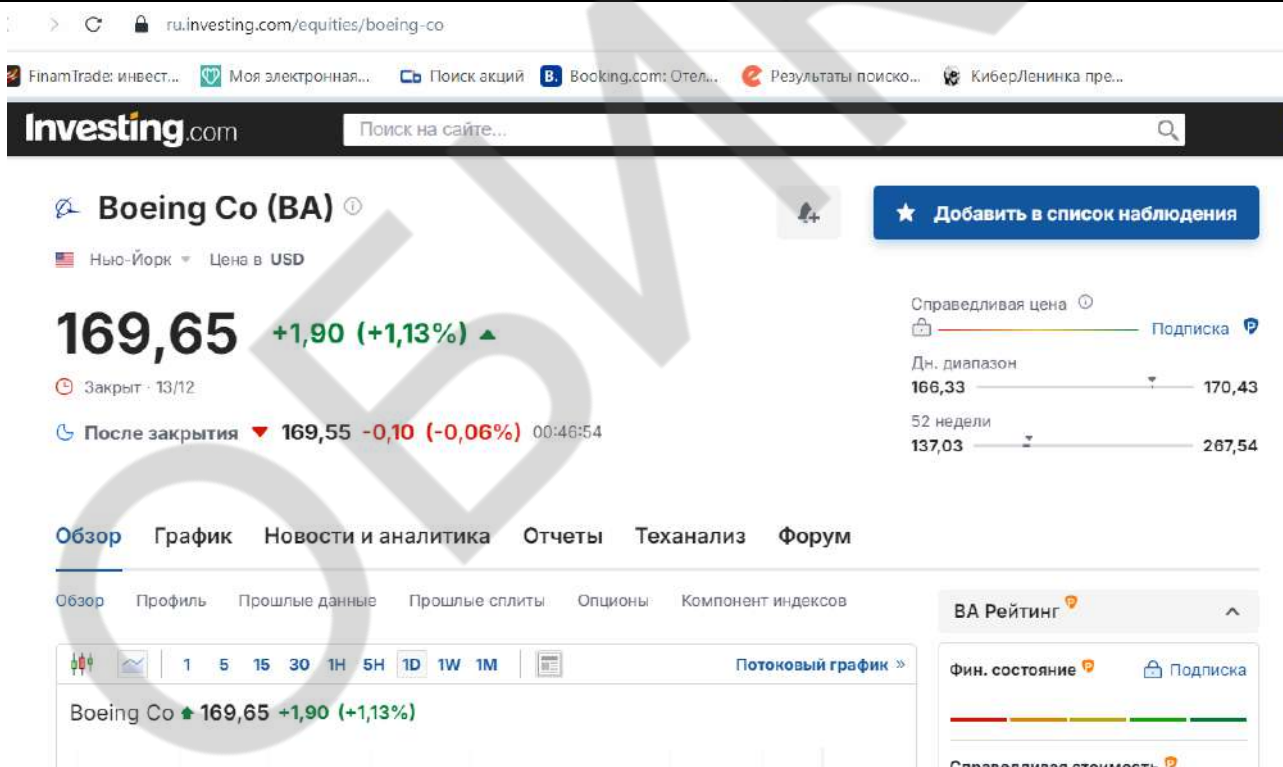 ru.investing.com/equities/boeing-co
FinamTrade: инвест... Моя электронная... Поиск акций B. Booking.com: Отел... Результаты поиско... КиберЛенинка пре...
Investing.com Поиск на сайте...
Boeing Co (BA)
Добавить в список наблюдения
Нью-Йорк Цена в USD
169,65 +1,90 (+1,13%)
Закрыт · 13/12
После закрытия 169,55 -0,10 (-0,06%) 00:46:54
Справедливая цена
Подписка
Дн. диапазон
166,33 170,43
52 недели
137,03 267,54
Обзор График Новости и аналитика Отчеты Теханализ Форум
Обзор Профиль Прошлые данные Прошлые сплиты Опционы Компонент индексов
1 5 15 30 1H 5H 1D 1W 1M Потоковый график »
Boeing Co 169,65 +1,90 (+1,13%)
BA Рейтинг
Фин. состояние Подписка
Справедливая стоимость